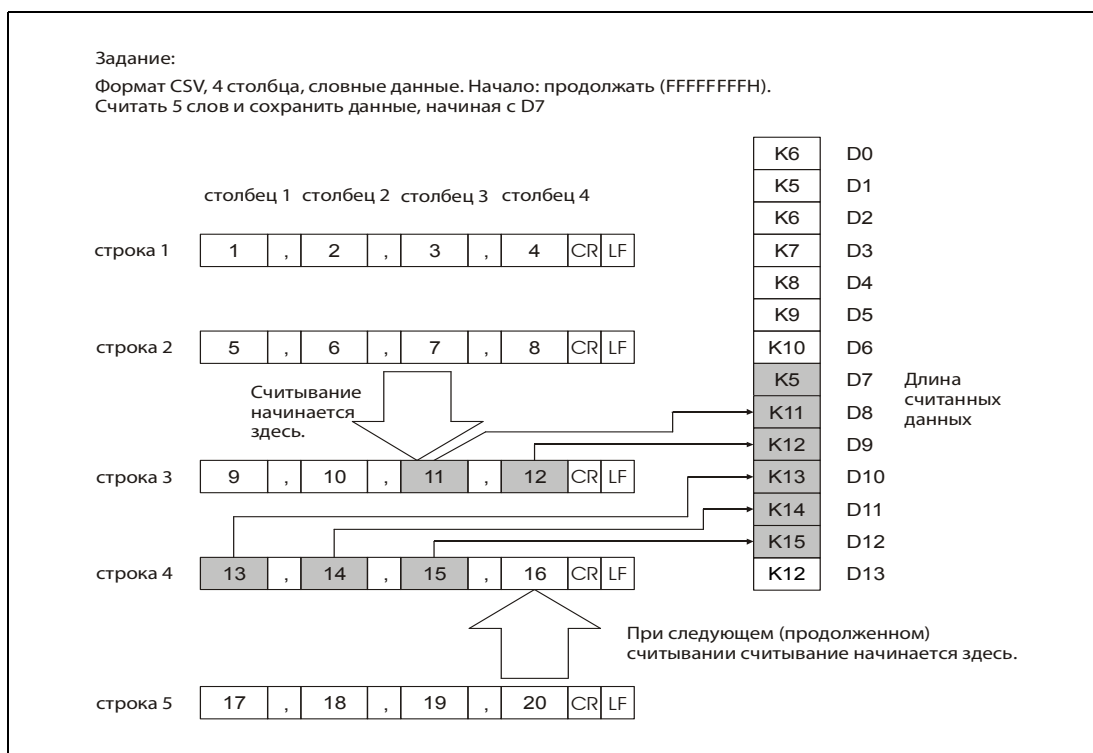 Задание:
Формат CSV, 4 столбца, словные данные. Начало: продолжать (FFFFFFFFH).
Считать 5 слов и сохранить данные, начиная с D7
K6 D0
K5 D1
столбец 1 столбец 2 столбец 3 столбец 4
K6 D2
строка 1 1 , 2 , 3 , 4 CR LF
K7 D3
K8 D4
K9 D5
строка 2 5 , 6 , 7 , 8 CR LF
K10 D6
K5 D7 Длина
считанных
данных
Считывание
начинается
здесь.
K11 D8
K12 D9
строка 3 9 , 10 , 11 , 12 CR LF
K13 D10
K14 D11
K15 D12
строка 4 13 , 14 , 15 , 16 CR LF
K12 D13
При следующем (продолженном)
считывании считывание начинается здесь.
строка 5 17 , 18 , 19 , 20 CR LF